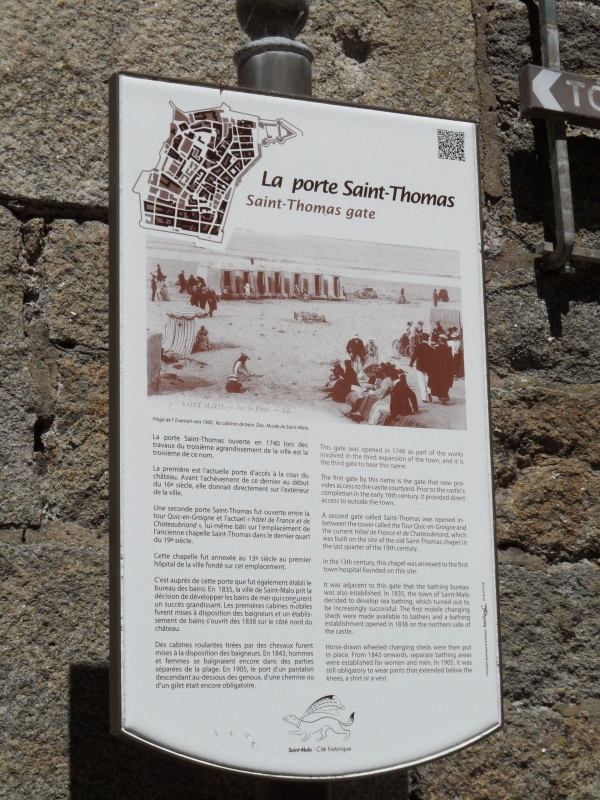 TO
La porte Saint-Thomas
Saint-Thomas gate
SAINT-MALO. — Sur la Plage. — LL.
Plage de l'Eventail vers 1900, les cabines de bain, Doc. Musée de Saint-Malo.
La porte Saint-Thomas ouverte en 1740 lors des
travaux du troisième agrandissement de la ville est la
troisième de ce nom.
La première est l'actuelle porte d'accès à la cour du
château. Avant l'achèvement de ce dernier au début
du 16e siècle, elle donnait directement sur l'extérieur
de la ville.
Une seconde porte Saint-Thomas fut ouverte entre la
tour Quic-en-Groigne et l'actuel « hôtel de France et de
Chateaubriand », lui-même bâti sur l'emplacement de
l'ancienne chapelle Saint-Thomas dans le dernier quart
du 19e siècle.
Cette chapelle fut annexée au 13e siècle au premier
hôpital de la ville fondé sur cet emplacement.
C'est auprès de cette porte que fut également établi le
bureau des bains. En 1835, la ville de Saint-Malo prit la
décision de développer les bains de mer qui connurent
un succès grandissant. Les premières cabines mobiles
furent mises à disposition des baigneurs et un établis-
sement de bains s'ouvrit dès 1838 sur le côté nord du
château.
Des cabines roulantes tirées par des chevaux furent
mises à la disposition des baigneurs. En 1843, hommes
et femmes se baignaient encore dans des parties
séparées de la plage. En 1905, le port d'un pantalon
descendant au-dessous des genoux, d'une chemise ou
d'un gilet était encore obligatoire.
This gate was opened in 1740 as part of the works
involved in the third expansion of the town, and it is
the third gate to bear this name.
The first gate by this name is the gate that now pro-
vides access to the castle courtyard. Prior to the castle's
completion in the early 16th century, it provided direct
access to outside the town.
A second gate called Saint-Thomas was opened in-
between the tower called the Tour Quic-en-Groigne and
the current Hôtel de France et de Chateaubriand, which
was built on the site of the old Saint-Thomas chapel in
the last quarter of the 19th century.
In the 13th century, this chapel was annexed to the first
town hospital founded on this site.
It was adjacent to this gate that the bathing bureau
was also established. In 1835, the town of Saint-Malo
decided to develop sea bathing, which turned out to
be increasingly successful. The first mobile changing
sheds were made available to bathers and a bathing
establishment opened in 1838 on the northern side of
the castle.
Horse-drawn wheeled changing sheds were then put
in place. From 1843 onwards, separate bathing areas
were established for women and men. In 1905, it was
still obligatory to wear pants that extended below the
knees, a shirt or a vest.
Saint-Malo - Cité historique